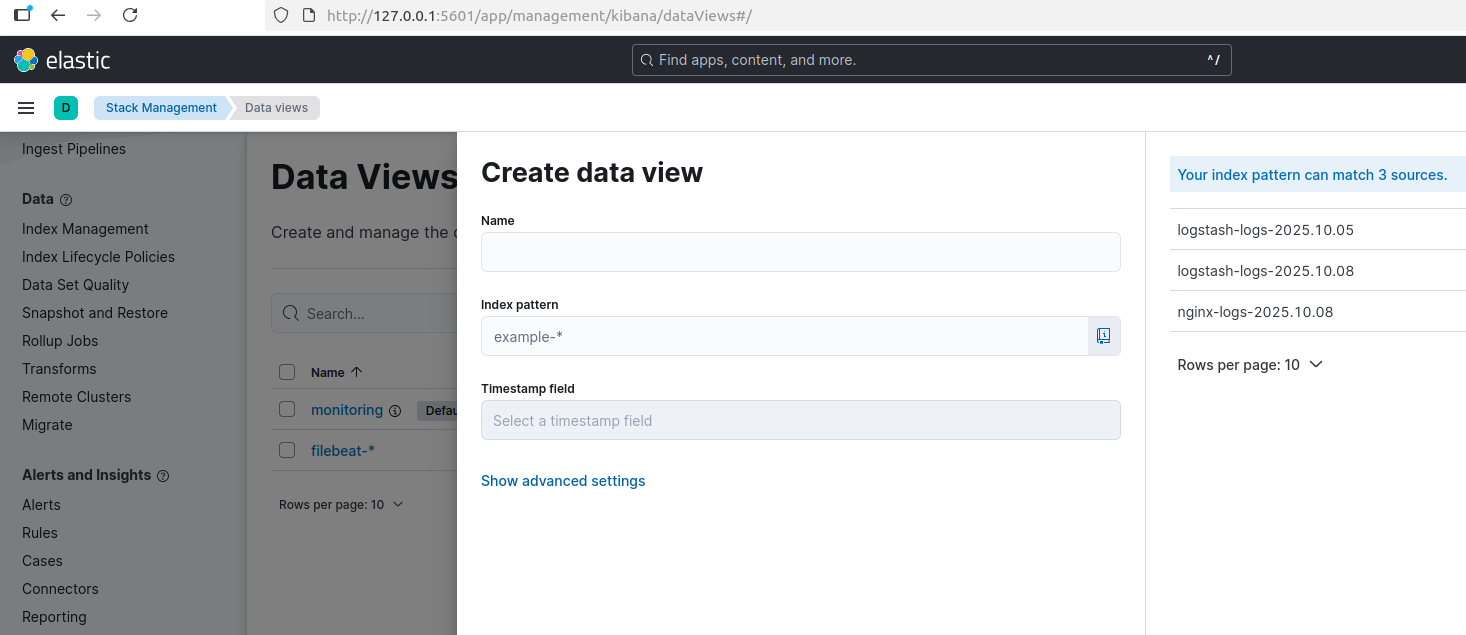 http://127.0.0.1:5601/app/management/kibana/dataViews#/
elastic
Find apps, content, and more.
^/
D
Stack Management
Data views
Ingest Pipelines
Data
Index Management
Index Lifecycle Policies
Data Set Quality
Snapshot and Restore
Rollup Jobs
Transforms
Remote Clusters
Migrate
Alerts and Insights
Alerts
Rules
Cases
Connectors
Reporting
Data Views
Create and manage the
Search...
Name
monitoring
Defau
filebeat-*
Rows per page: 10
Create data view
Name
Index pattern
example-*
Timestamp field
Select a timestamp field
Show advanced settings
Your index pattern can match 3 sources.
logstash-logs-2025.10.05
logstash-logs-2025.10.08
nginx-logs-2025.10.08
Rows per page: 10